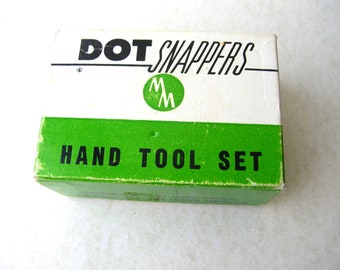 DOT SNAPPERS
®
MM
HAND TOOL SET